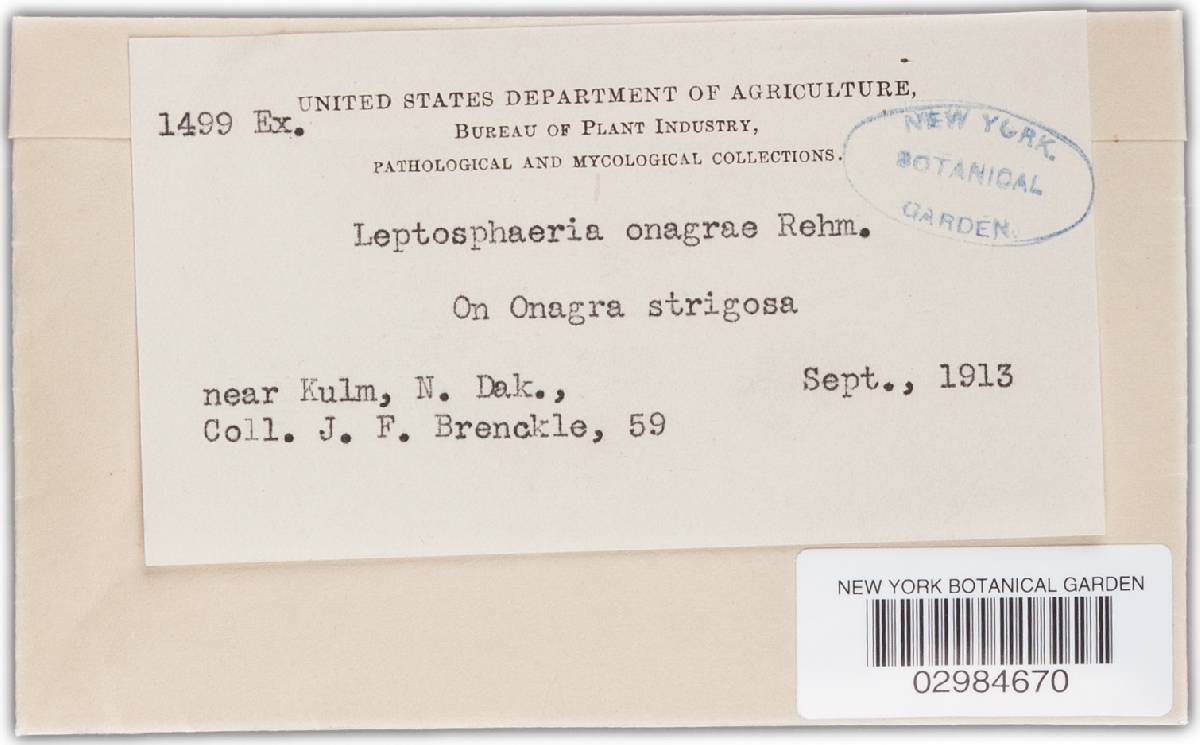 1499 Ex.
UNITED STATES DEPARTMENT OF AGRICULTURE,
BUREAU OF PLANT INDUSTRY,
PATHOLOGICAL AND MYCOLOGICAL COLLECTIONS.
NEW YORK
BOTANICAL
GARDEN.
Leptosphaeria onagrae Rehm.
On Onagra strigosa
near Kulm, N. Dak., Sept., 1913
Coll. J. F. Brenckle, 59
NEW YORK BOTANICAL GARDEN
02984670